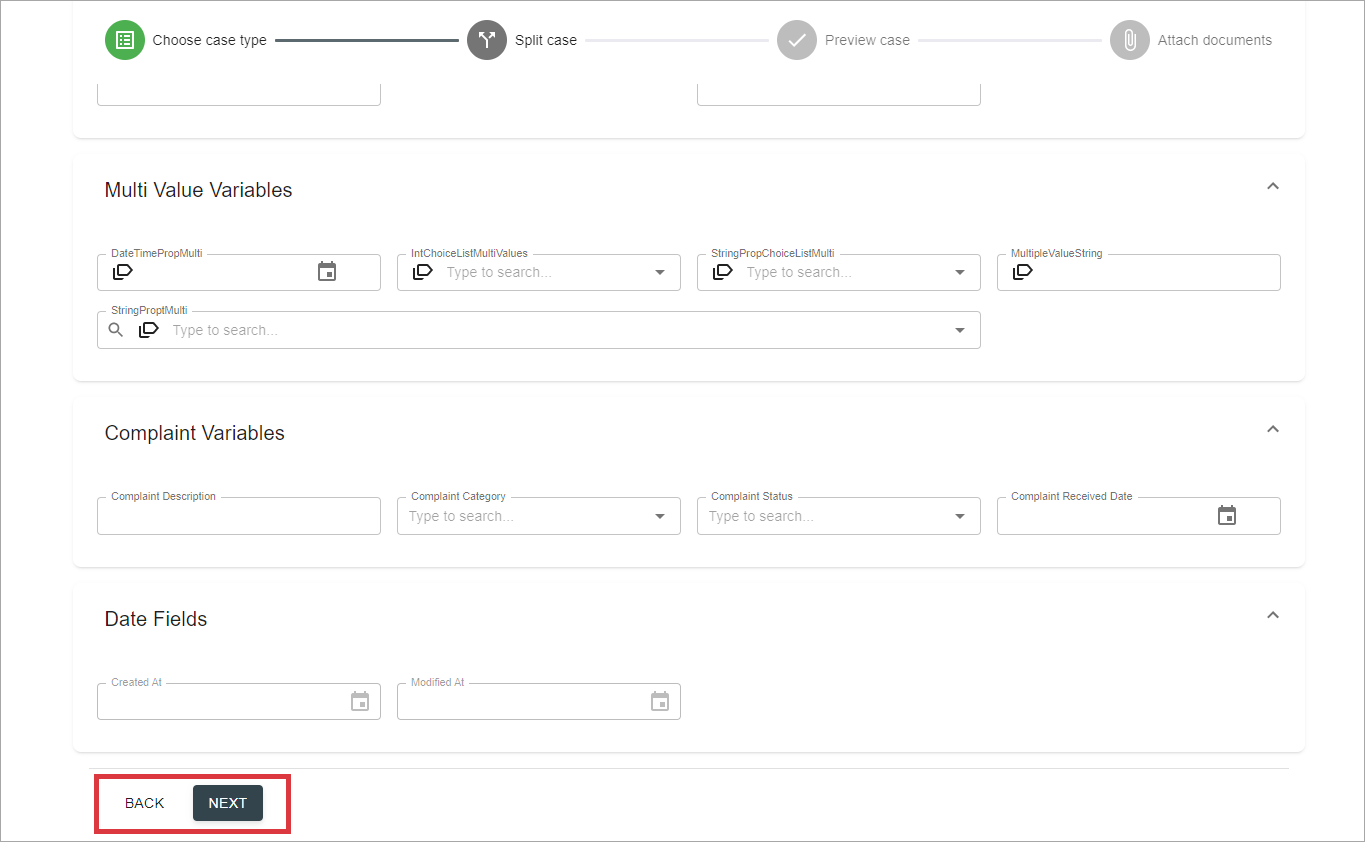 Choose case type Split case Preview case Attach documents
Multi Value Variables
DateTimePropMulti IntChoiceListMultiValues StringPropChoiceListMulti MultipleValueString
Type to search... Type to search...
StringProptMulti
Type to search...
Complaint Variables
Complaint Description Complaint Category Complaint Status Complaint Received Date
Type to search... Type to search...
Date Fields
Created At Modified At
BACK NEXT